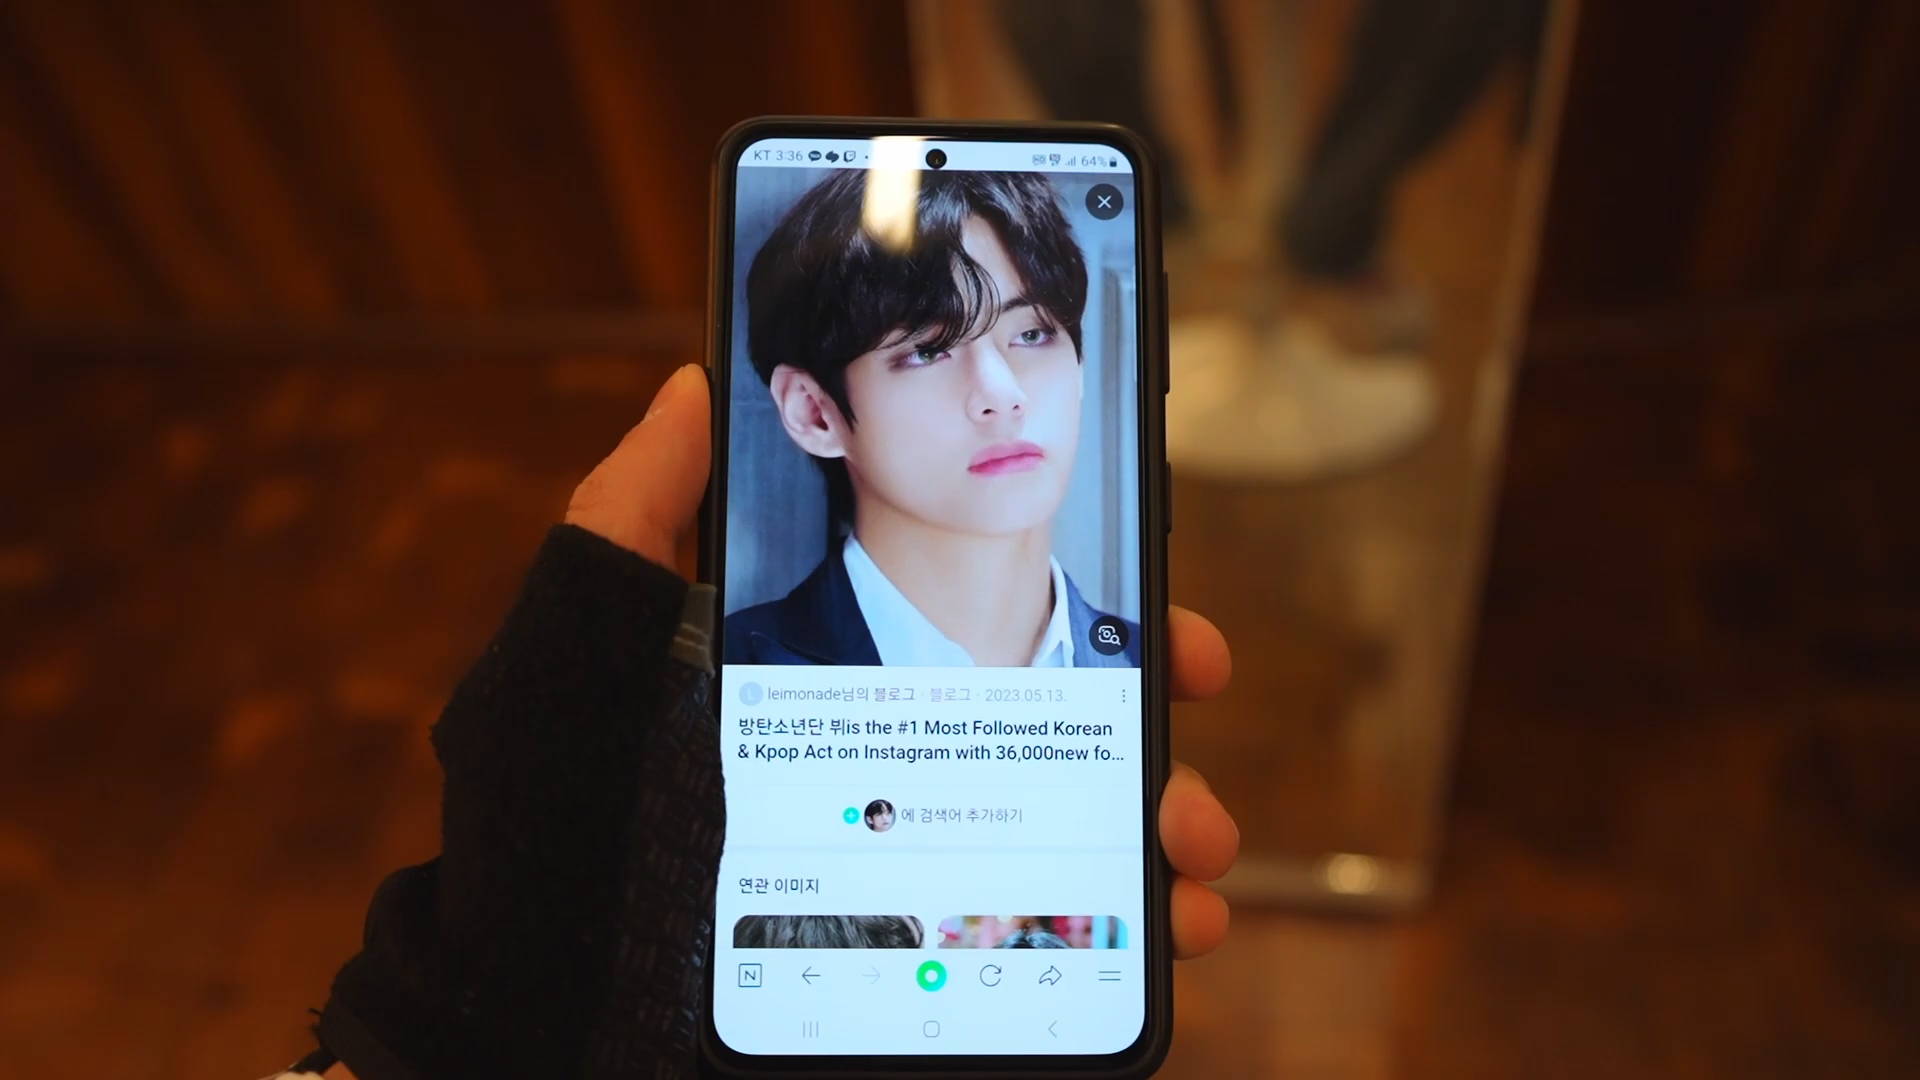 KT 3:36
64%
leimonade님의 블로그 · 블로그 · 2023.05.13.
방탄소년단 뷔is the #1 Most Followed Korean
& Kpop Act on Instagram with 36,000new fo...
에 검색어 추가하기
연관 이미지
N